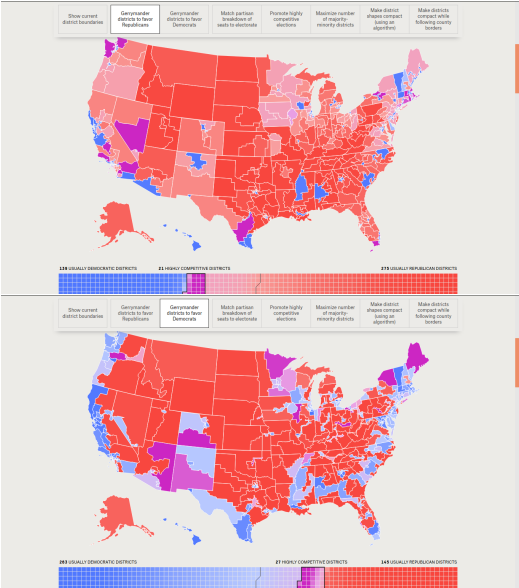 Show current
district boundaries
Gerrymander
districts to favor
Republicans
Gerrymander
districts to favor
Democrats
Match partisan
breakdown of
seats to electorate
Promote highly
competitive
elections
Maximize number
of majority-
minority districts
Make district
shapes compact
(using an
algorithm)
Make districts
compact while
following county
borders
139 USUALLY DEMOCRATIC DISTRICTS
21 HIGHLY COMPETITIVE DISTRICTS
275 USUALLY REPUBLICAN DISTRICTS
Show current
district boundaries
Gerrymander
districts to favor
Republicans
Gerrymander
districts to favor
Democrats
Match partisan
breakdown of
seats to electorate
Promote highly
competitive
elections
Maximize number
of majority-
minority districts
Make district
shapes compact
(using an
algorithm)
Make districts
compact while
following county
borders
263 USUALLY DEMOCRATIC DISTRICTS
27 HIGHLY COMPETITIVE DISTRICTS
145 USUALLY REPUBLICAN DISTRICTS